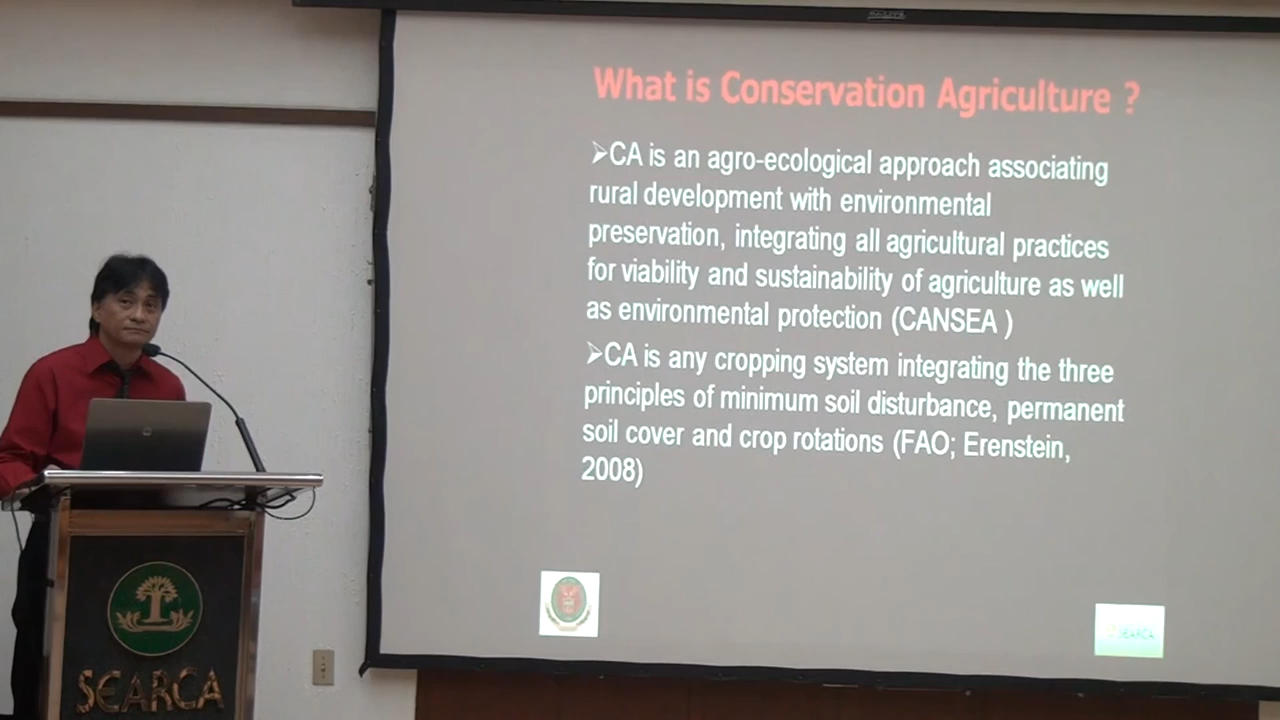 What is Conservation Agriculture ?
➢CA is an agro-ecological approach associating
rural development with environmental
preservation, integrating all agricultural practices
for viability and sustainability of agriculture as well
as environmental protection (CANSEA )
➢CA is any cropping system integrating the three
principles of minimum soil disturbance, permanent
soil cover and crop rotations (FAO; Erenstein,
2008)
SEARCA
SEARCA